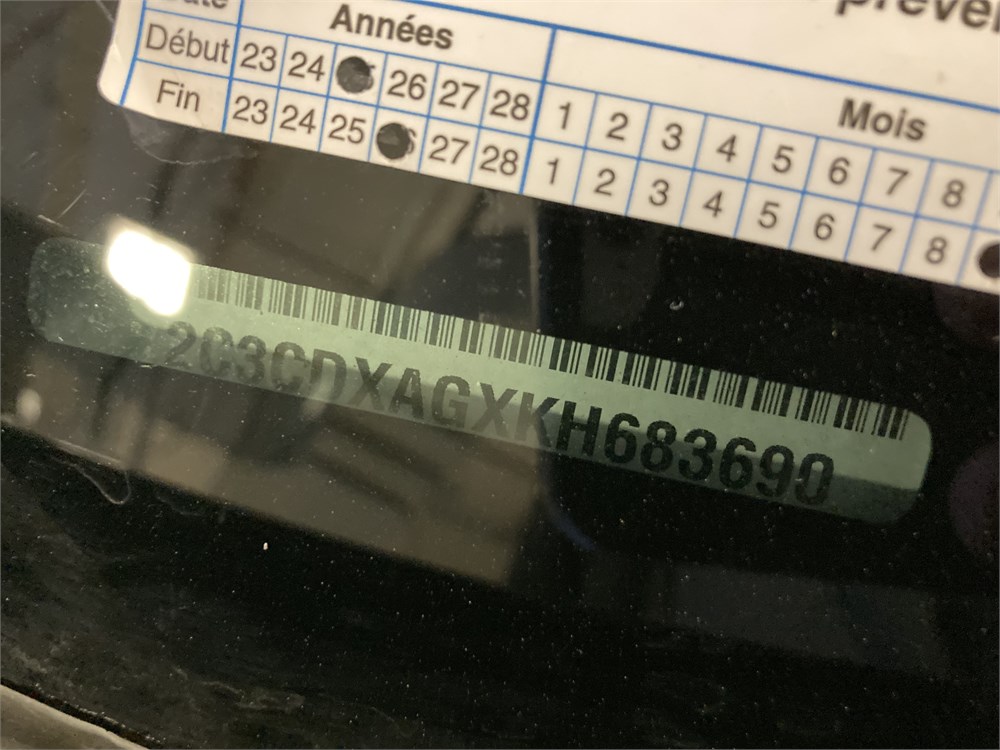 Date Années
Début 23 24 26 27 28 1 2 3 4 5 6 7 8
Fin 23 24 25 27 28 1 2 3 4 5 6 7 8
Mois
2C3CDXAGXKH683690